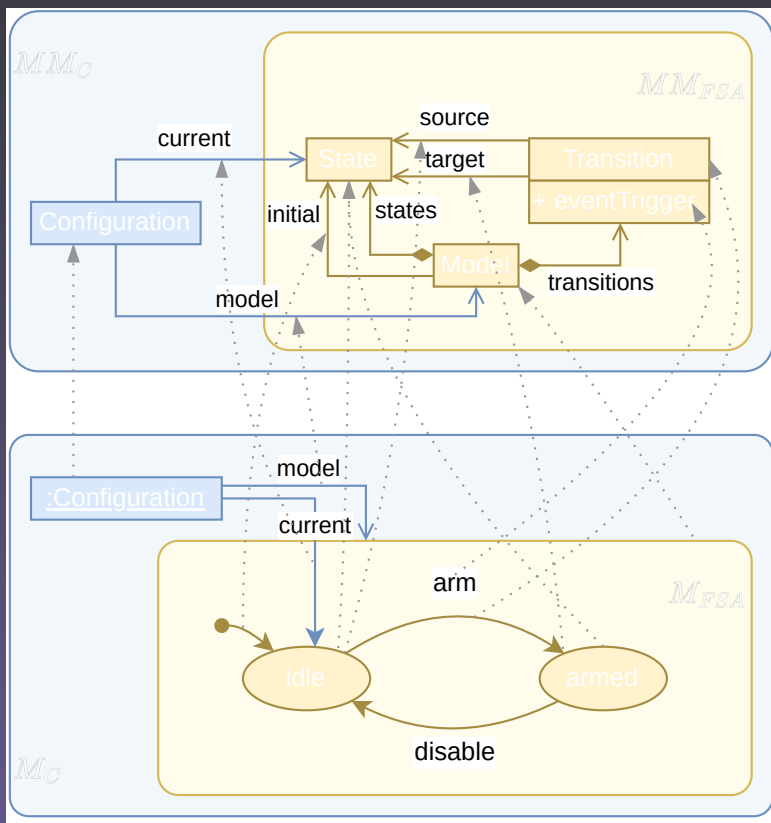 MM_C
MM_FSA
source
current
State
target
Transition
Configuration
initial
states
+ eventTrigger
Model
transitions
model
model
:Configuration
current
arm
M_FSA
idle
armed
disable
M_C